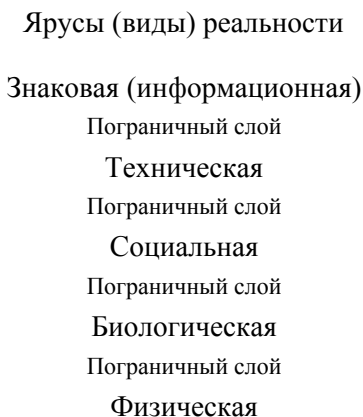 Ярусы (виды) реальности
Знаковая (информационная)
Пограничный слой
Техническая
Пограничный слой
Социальная
Пограничный слой
Биологическая
Пограничный слой
Физическая